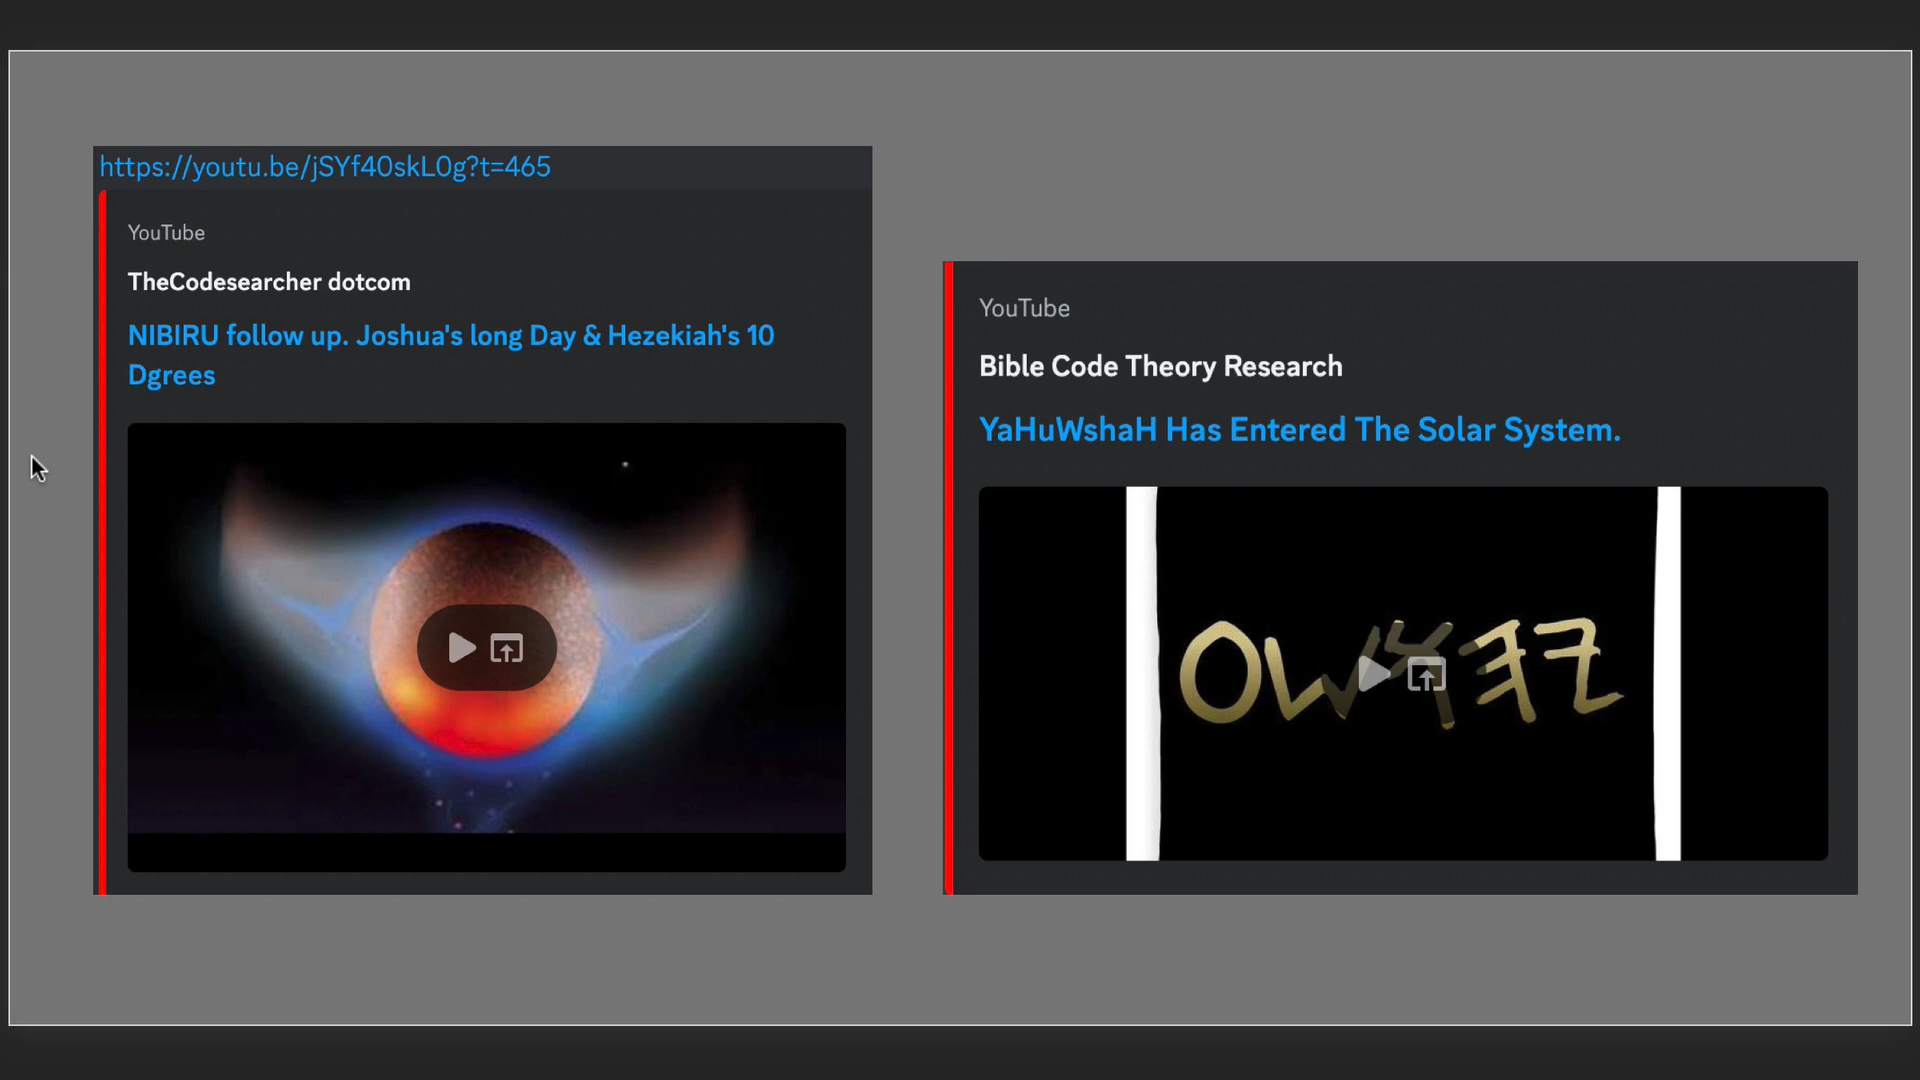 https://youtu.be/jSYf40skL0g?t=465
YouTube
TheCodesearcher dotcom
NIBIRU follow up. Joshua's long Day & Hezekiah's 10
Dgrees
YouTube
Bible Code Theory Research
YaHuWshaH Has Entered The Solar System.